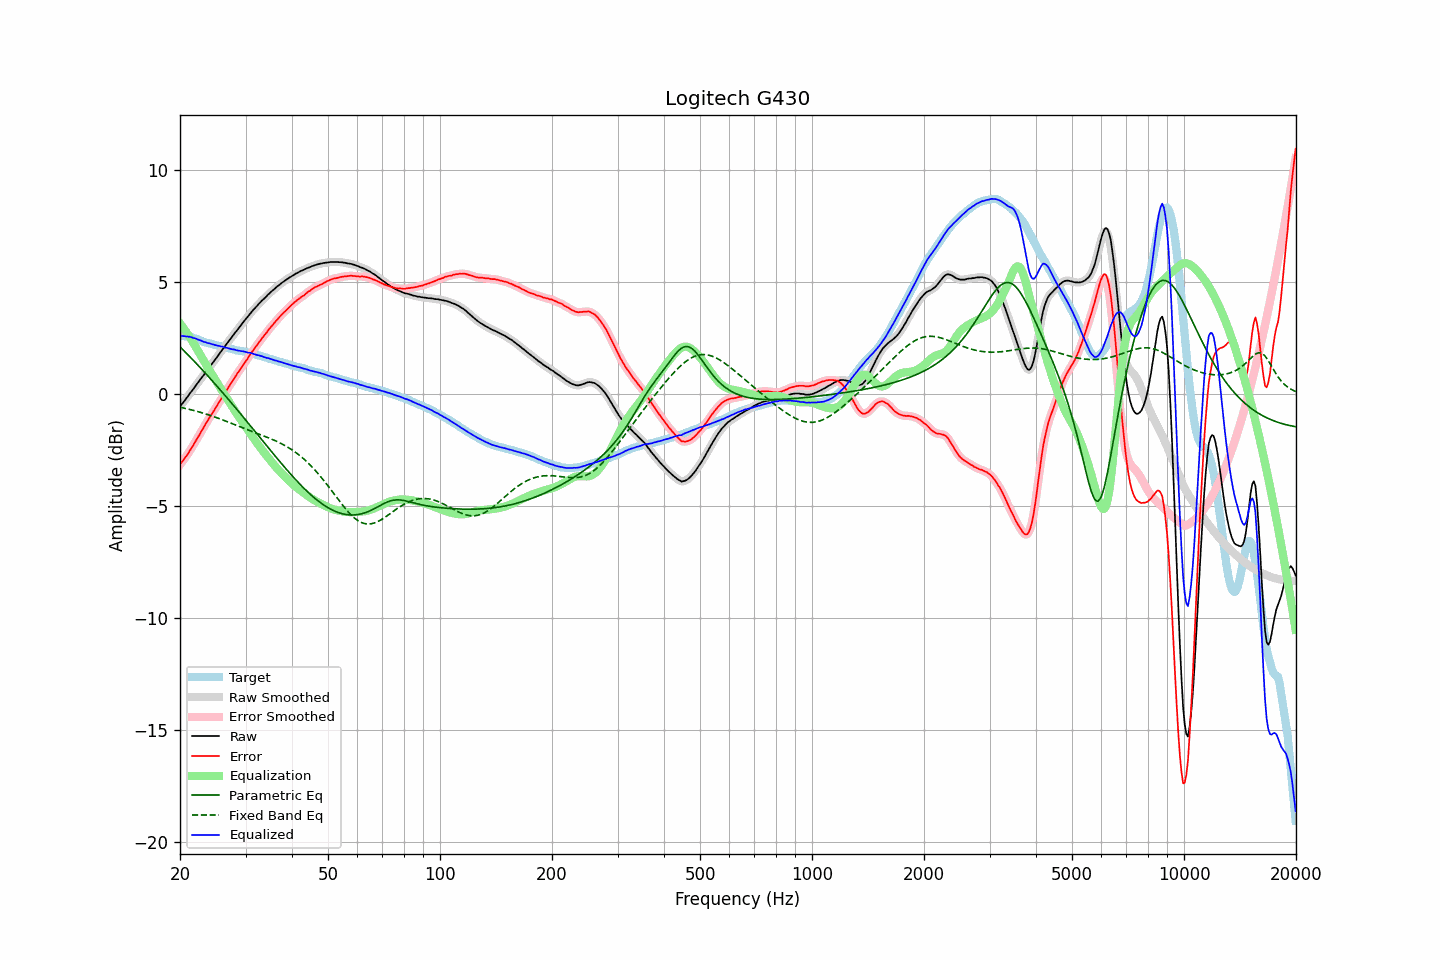 Logitech G430
Amplitude (dBr)
10
5
0
−5
−10
−15
−20
Target
Raw Smoothed
Error Smoothed
Raw
Error
Equalization
Parametric Eq
Fixed Band Eq
Equalized
20 50 100 200 500 1000 2000 5000 10000 20000
Frequency (Hz)